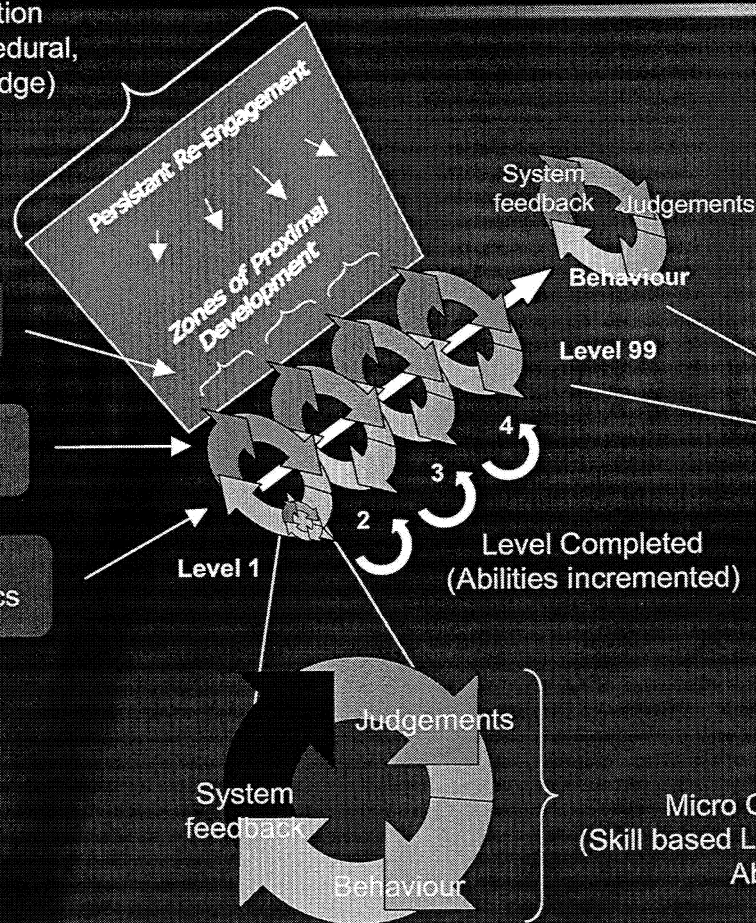 tion
edural,
dge)
Persistant Re-Engagement
Zones of Proximal
Development
System
feedback
Judgements
Behaviour
Level 99
4
3
2
Level 1
Level Completed
(Abilities incremented)
cs
Judgements
System
feedback
Behaviour
Micro C
(Skill based L
Ab